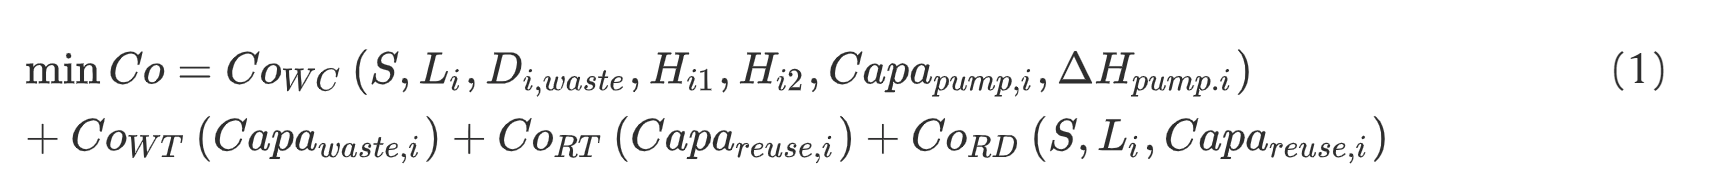 min Co = Co_{WC} (S, L_i, D_{i,waste}, H_{i1}, H_{i2}, Capa_{pump,i}, ΔH_{pump.i}) (1)
+ Co_{WT} (Capa_{waste,i}) + Co_{RT} (Capa_{reuse,i}) + Co_{RD} (S, L_i, Capa_{reuse,i})